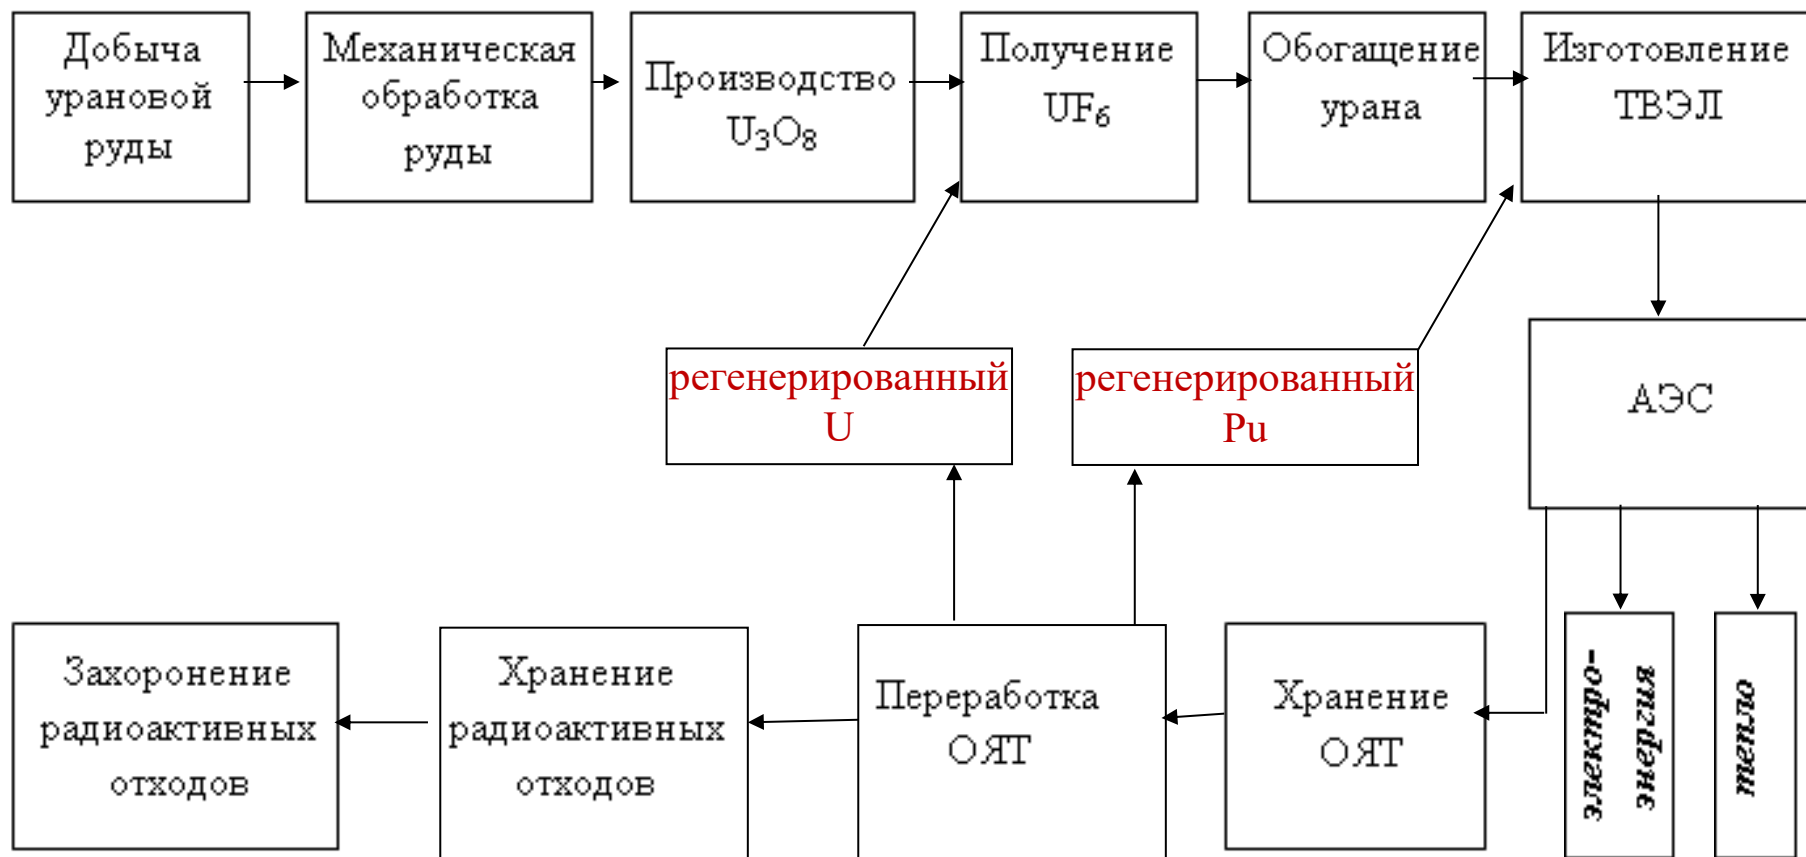 Добыча
урановой
руды
Механическая
обработка
руды
Производство
U₃O₈
Получение
UF₆
Обогащение
урана
Изготовление
ТВЭЛ
регенерированный
U
регенерированный
Pu
АЭС
Захоронение
радиоактивных
отходов
Хранение
радиоактивных
отходов
Переработка
ОЯТ
Хранение
ОЯТ
электро-
энергия
тепло